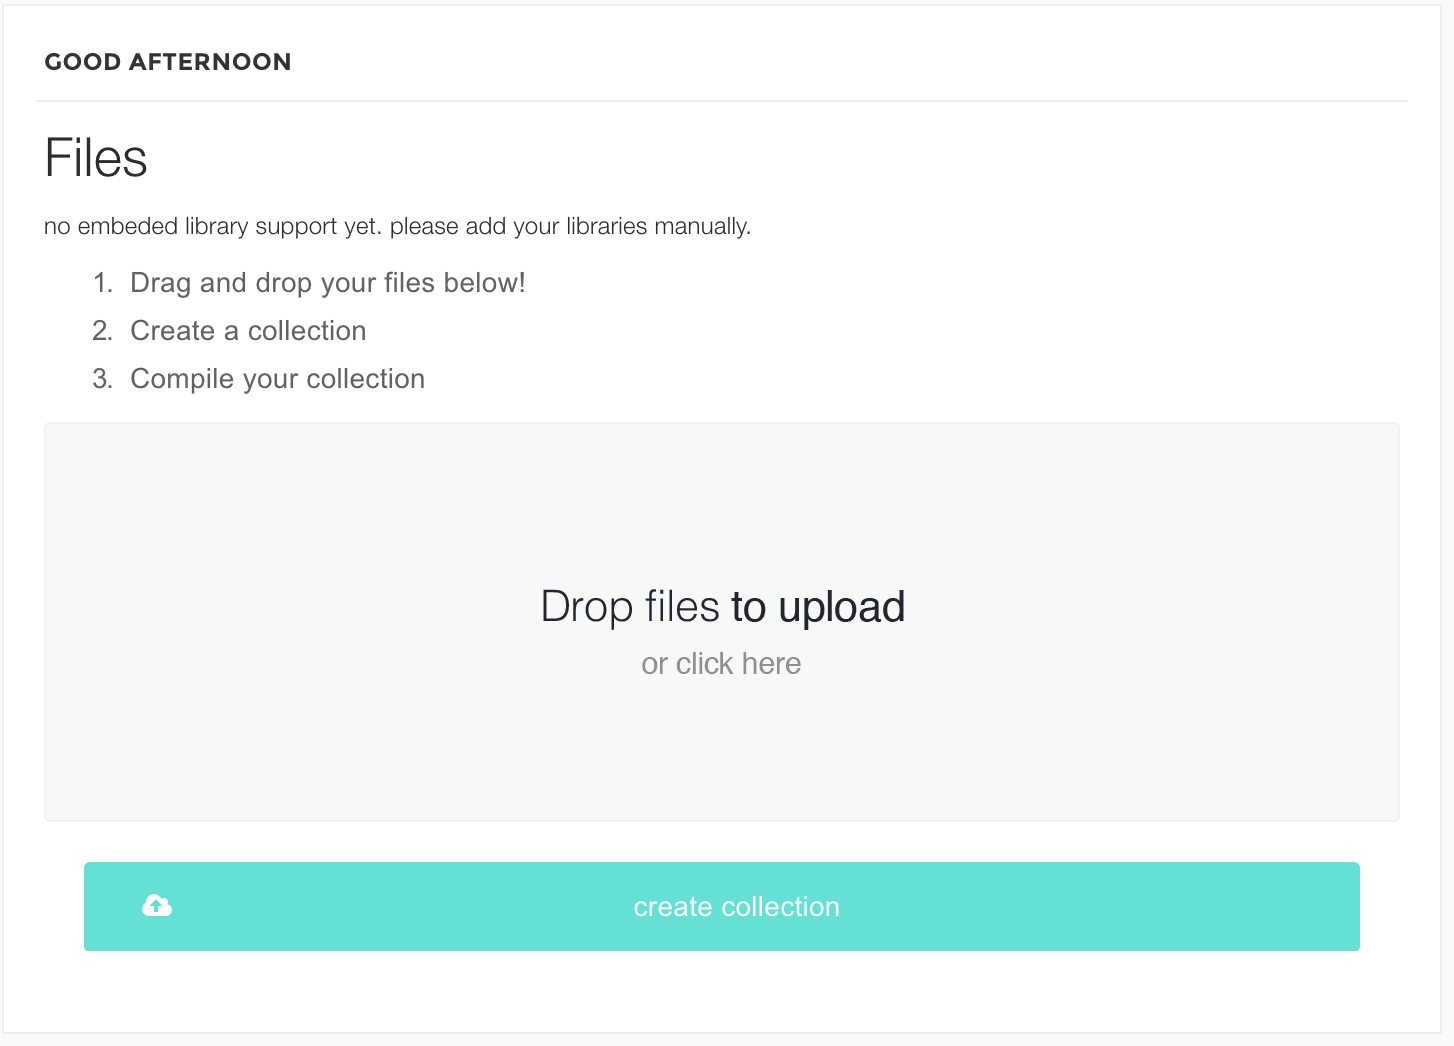 GOOD AFTERNOON
Files
no embeded library support yet. please add your libraries manually.
1. Drag and drop your files below!
2. Create a collection
3. Compile your collection
Drop files to upload
or click here
create collection